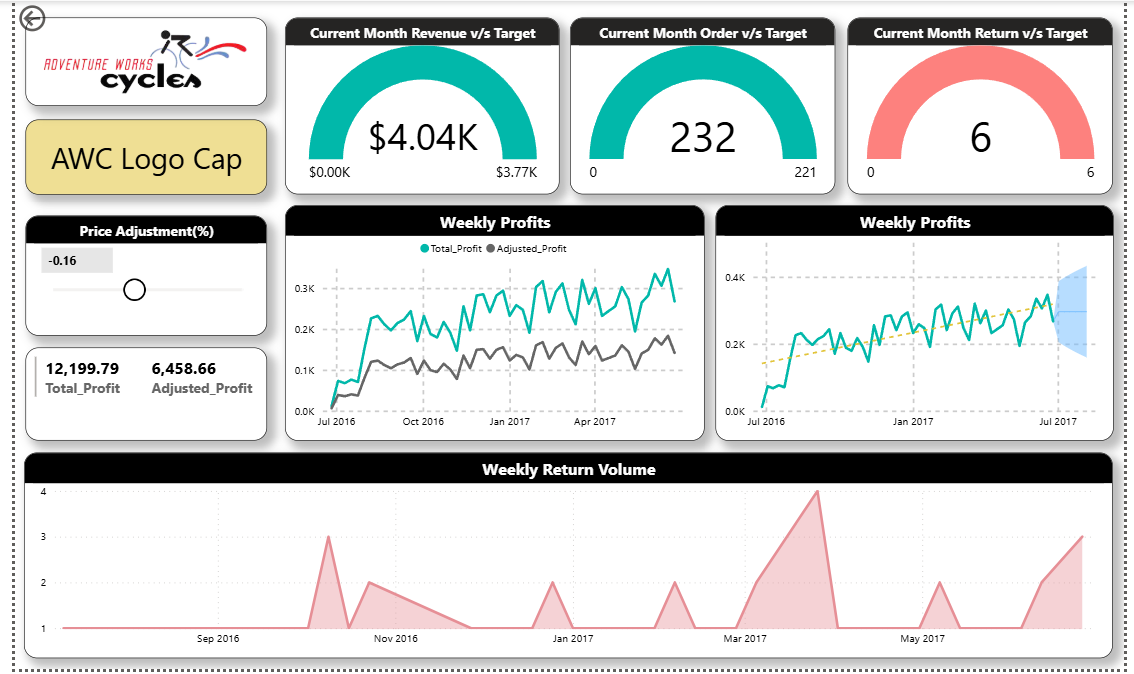 ADVENTURE WORKS
cycles
AWC Logo Cap
Current Month Revenue v/s Target
$4.04K
$0.00K $3.77K
Current Month Order v/s Target
232
0 221
Current Month Return v/s Target
6
0 6
Price Adjustment(%)
-0.16
12,199.79 6,458.66
Total_Profit Adjusted_Profit
Weekly Profits
Total_Profit Adjusted_Profit
0.3K
0.2K
0.1K
0.0K
Jul 2016 Oct 2016 Jan 2017 Apr 2017
Weekly Profits
0.4K
0.2K
0.0K
Jul 2016 Jan 2017 Jul 2017
Weekly Return Volume
4
3
2
1
Sep 2016 Nov 2016 Jan 2017 Mar 2017 May 2017